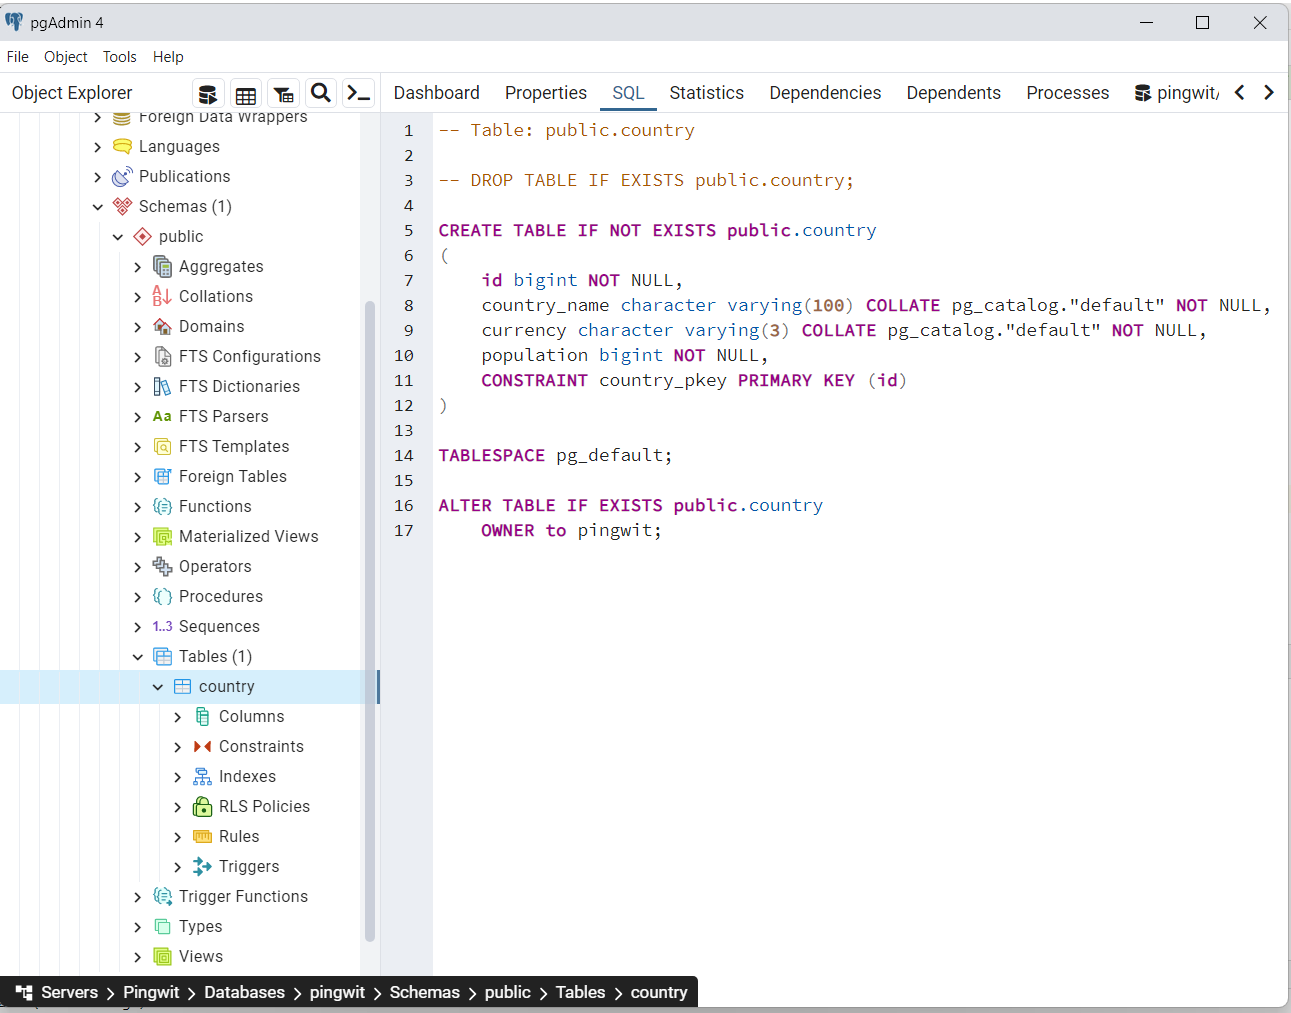 pgAdmin 4
File Object Tools Help
Object Explorer
Dashboard Properties SQL Statistics Dependencies Dependents Processes pingwit/
Foreign Data Wrappers
Languages
Publications
Schemas (1)
public
Aggregates
Collations
Domains
FTS Configurations
FTS Dictionaries
Aa FTS Parsers
FTS Templates
Foreign Tables
Functions
Materialized Views
Operators
Procedures
1..3 Sequences
Tables (1)
country
Columns
Constraints
Indexes
RLS Policies
Rules
Triggers
Trigger Functions
Types
Views
1 -- Table: public.country
2
3 -- DROP TABLE IF EXISTS public.country;
4
5 CREATE TABLE IF NOT EXISTS public.country
6 (
7 id bigint NOT NULL,
8 country_name character varying(100) COLLATE pg_catalog."default" NOT NULL,
9 currency character varying(3) COLLATE pg_catalog."default" NOT NULL,
10 population bigint NOT NULL,
11 CONSTRAINT country_pkey PRIMARY KEY (id)
12 )
13
14 TABLESPACE pg_default;
15
16 ALTER TABLE IF EXISTS public.country
17 OWNER to pingwit;
Servers > Pingwit > Databases > pingwit > Schemas > public > Tables > country